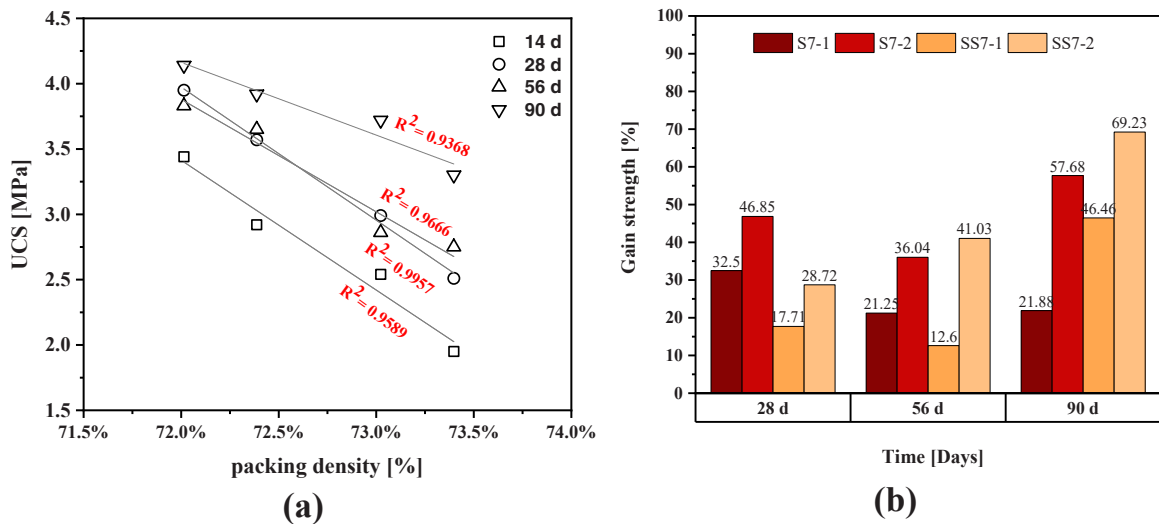 4.5
4.0
3.5
3.0
2.5
2.0
1.5
UCS [MPa]
14 d
28 d
56 d
90 d
R²= 0.9368
R²= 0.9666
R²= 0.9957
R²= 0.9589
71.5% 72.0% 72.5% 73.0% 73.5% 74.0%
packing density [%]
(a)
100
90
80
70
60
50
40
30
20
10
0
Gain strength [%]
S7-1 S7-2 SS7-1 SS7-2
32.5 46.85 17.71 28.72
21.25 36.04 12.6 41.03
21.88 57.68 46.46 69.23
28 d 56 d 90 d
Time [Days]
(b)